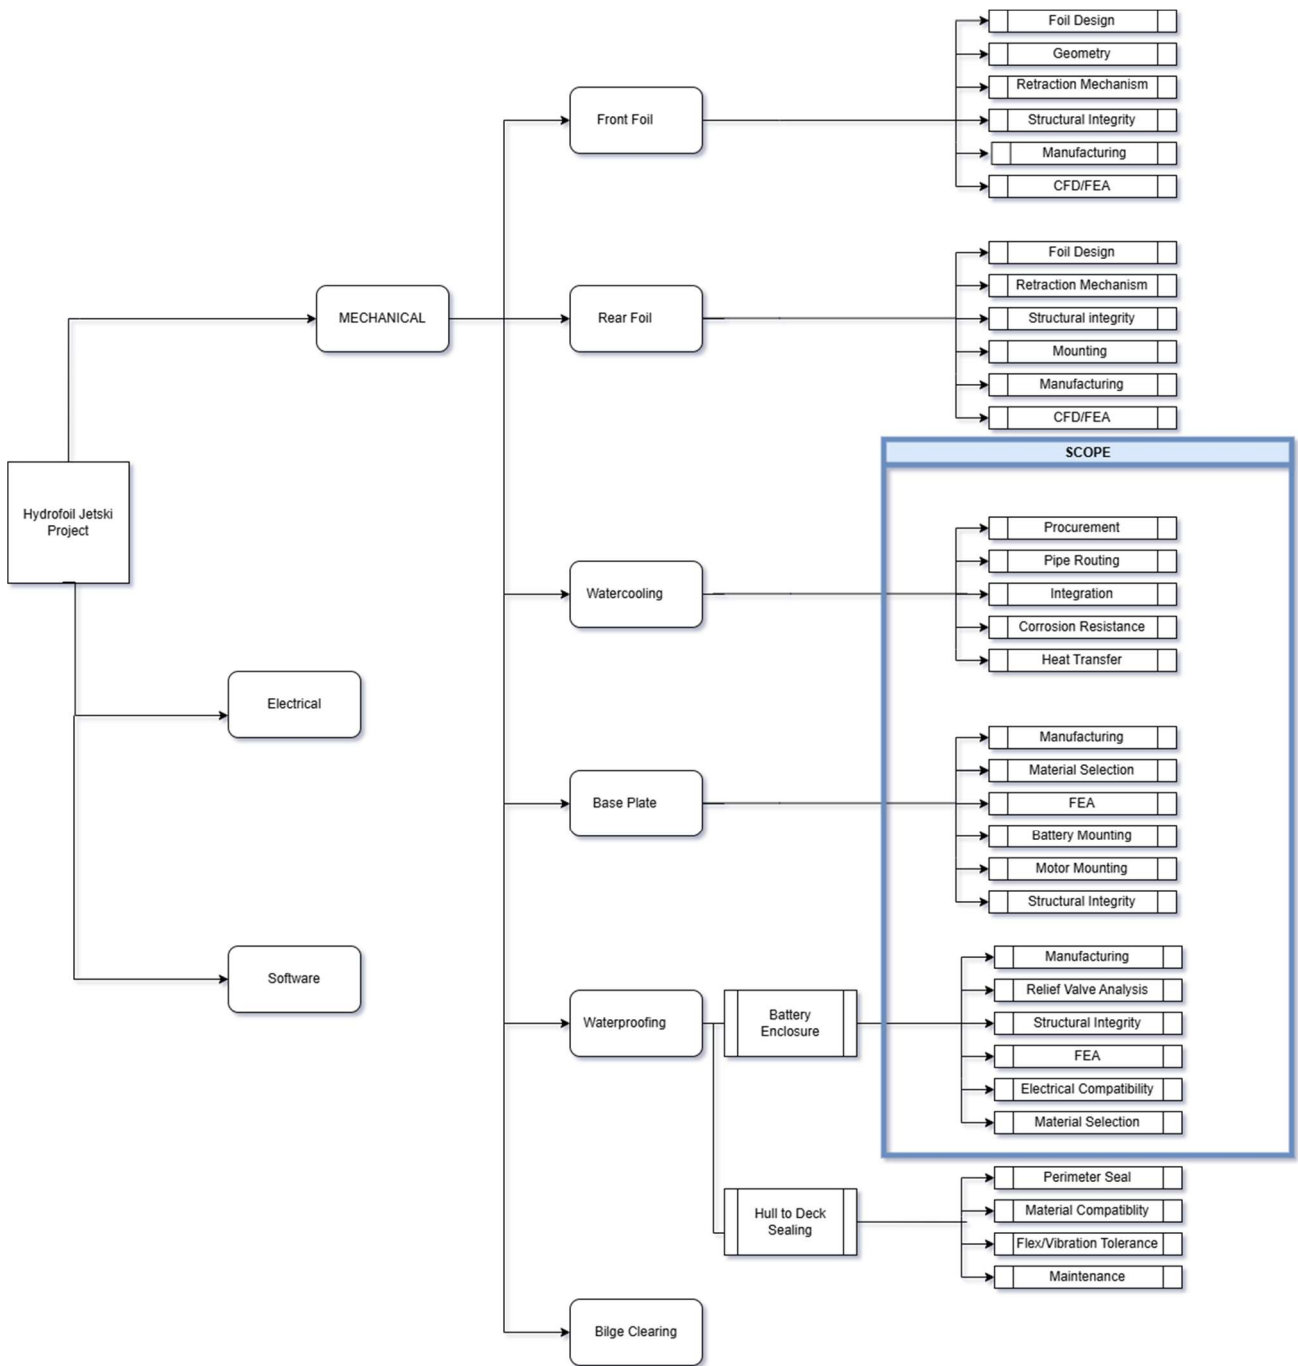 Foil Design
Geometry
Retraction Mechanism
Front Foil
Structural Integrity
Manufacturing
CFD/FEA
Foil Design
Retraction Mechanism
MECHANICAL
Rear Foil
Structural integrity
Mounting
Manufacturing
CFD/FEA
SCOPE
Hydrofoil Jetski
Project
Procurement
Pipe Routing
Watercooling
Integration
Corrosion Resistance
Heat Transfer
Electrical
Manufacturing
Material Selection
Base Plate
FEA
Battery Mounting
Motor Mounting
Structural Integrity
Software
Manufacturing
Relief Valve Analysis
Waterproofing
Battery
Enclosure
Structural Integrity
FEA
Electrical Compatibility
Material Selection
Hull to Deck
Sealing
Perimeter Seal
Material Compatiblity
Flex/Vibration Tolerance
Maintenance
Bilge Clearing